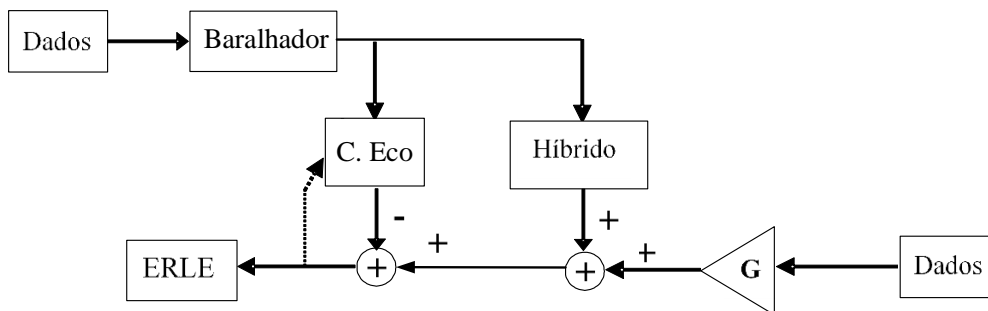 Dados
Baralhador
C. Eco
Híbrido
-
+
+
+
ERLE
+
+
G
Dados